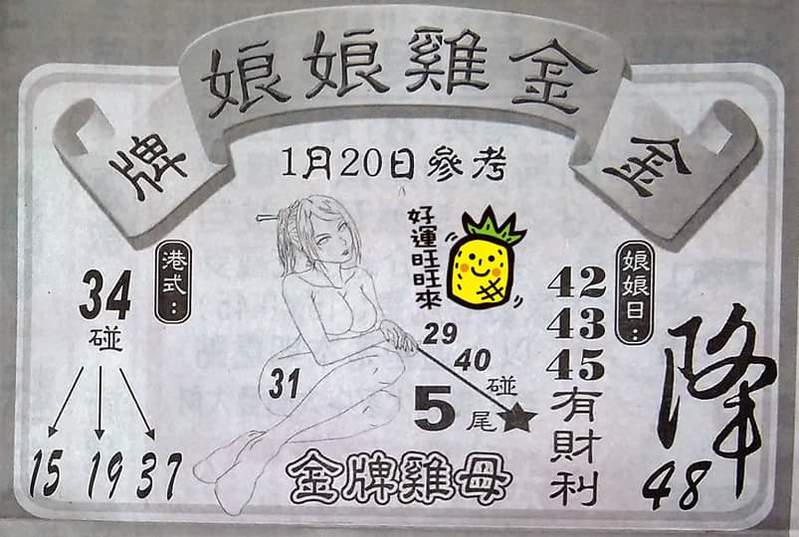 金牌金雞娘娘
1月20日參考
好運旺旺來
港式:
34
碰
15 19 37
31
29
40
碰
5尾
金牌雞母
娘娘日:
42
43
45
有財利
降
48